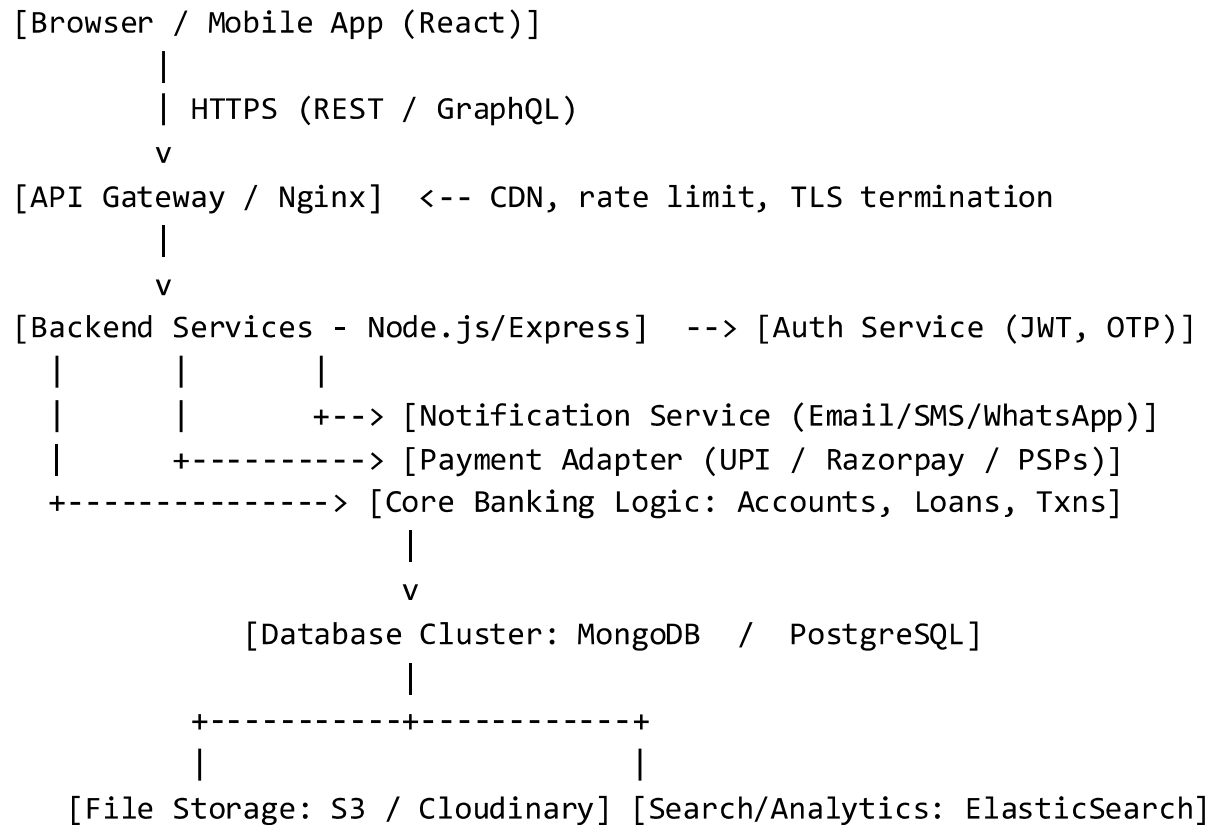 [Browser / Mobile App (React)]
        |
        | HTTPS (REST / GraphQL)
        v
[API Gateway / Nginx]  <-- CDN, rate limit, TLS termination
        |
        v
[Backend Services - Node.js/Express]  --> [Auth Service (JWT, OTP)]
  |      |       |
  |      |       +--> [Notification Service (Email/SMS/WhatsApp)]
  |      +----------> [Payment Adapter (UPI / Razorpay / PSPs)]
  +---------------> [Core Banking Logic: Accounts, Loans, Txns]
                      |
                      v
             [Database Cluster: MongoDB  /  PostgreSQL]
                      |
          +-----------+------------+
          |                        |
   [File Storage: S3 / Cloudinary] [Search/Analytics: ElasticSearch]